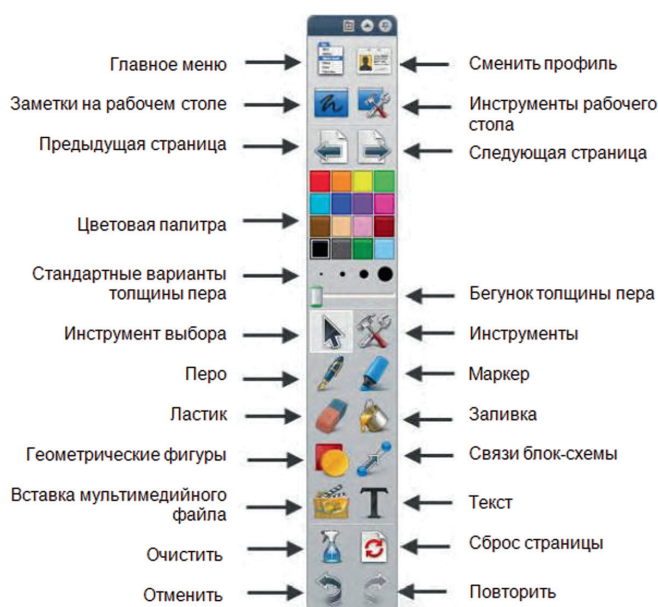 Главное меню
Сменить профиль
Заметки на рабочем столе
Инструменты рабочего
стола
Предыдущая страница
Следующая страница
Цветовая палитра
Стандартные варианты
толщины пера
Бегунок толщины пера
Инструмент выбора
Инструменты
Перо
Маркер
Ластик
Заливка
Геометрические фигуры
Связи блок-схемы
Вставка мультимедийного
файла
T
Текст
Очистить
Сброс страницы
Отменить
Повторить